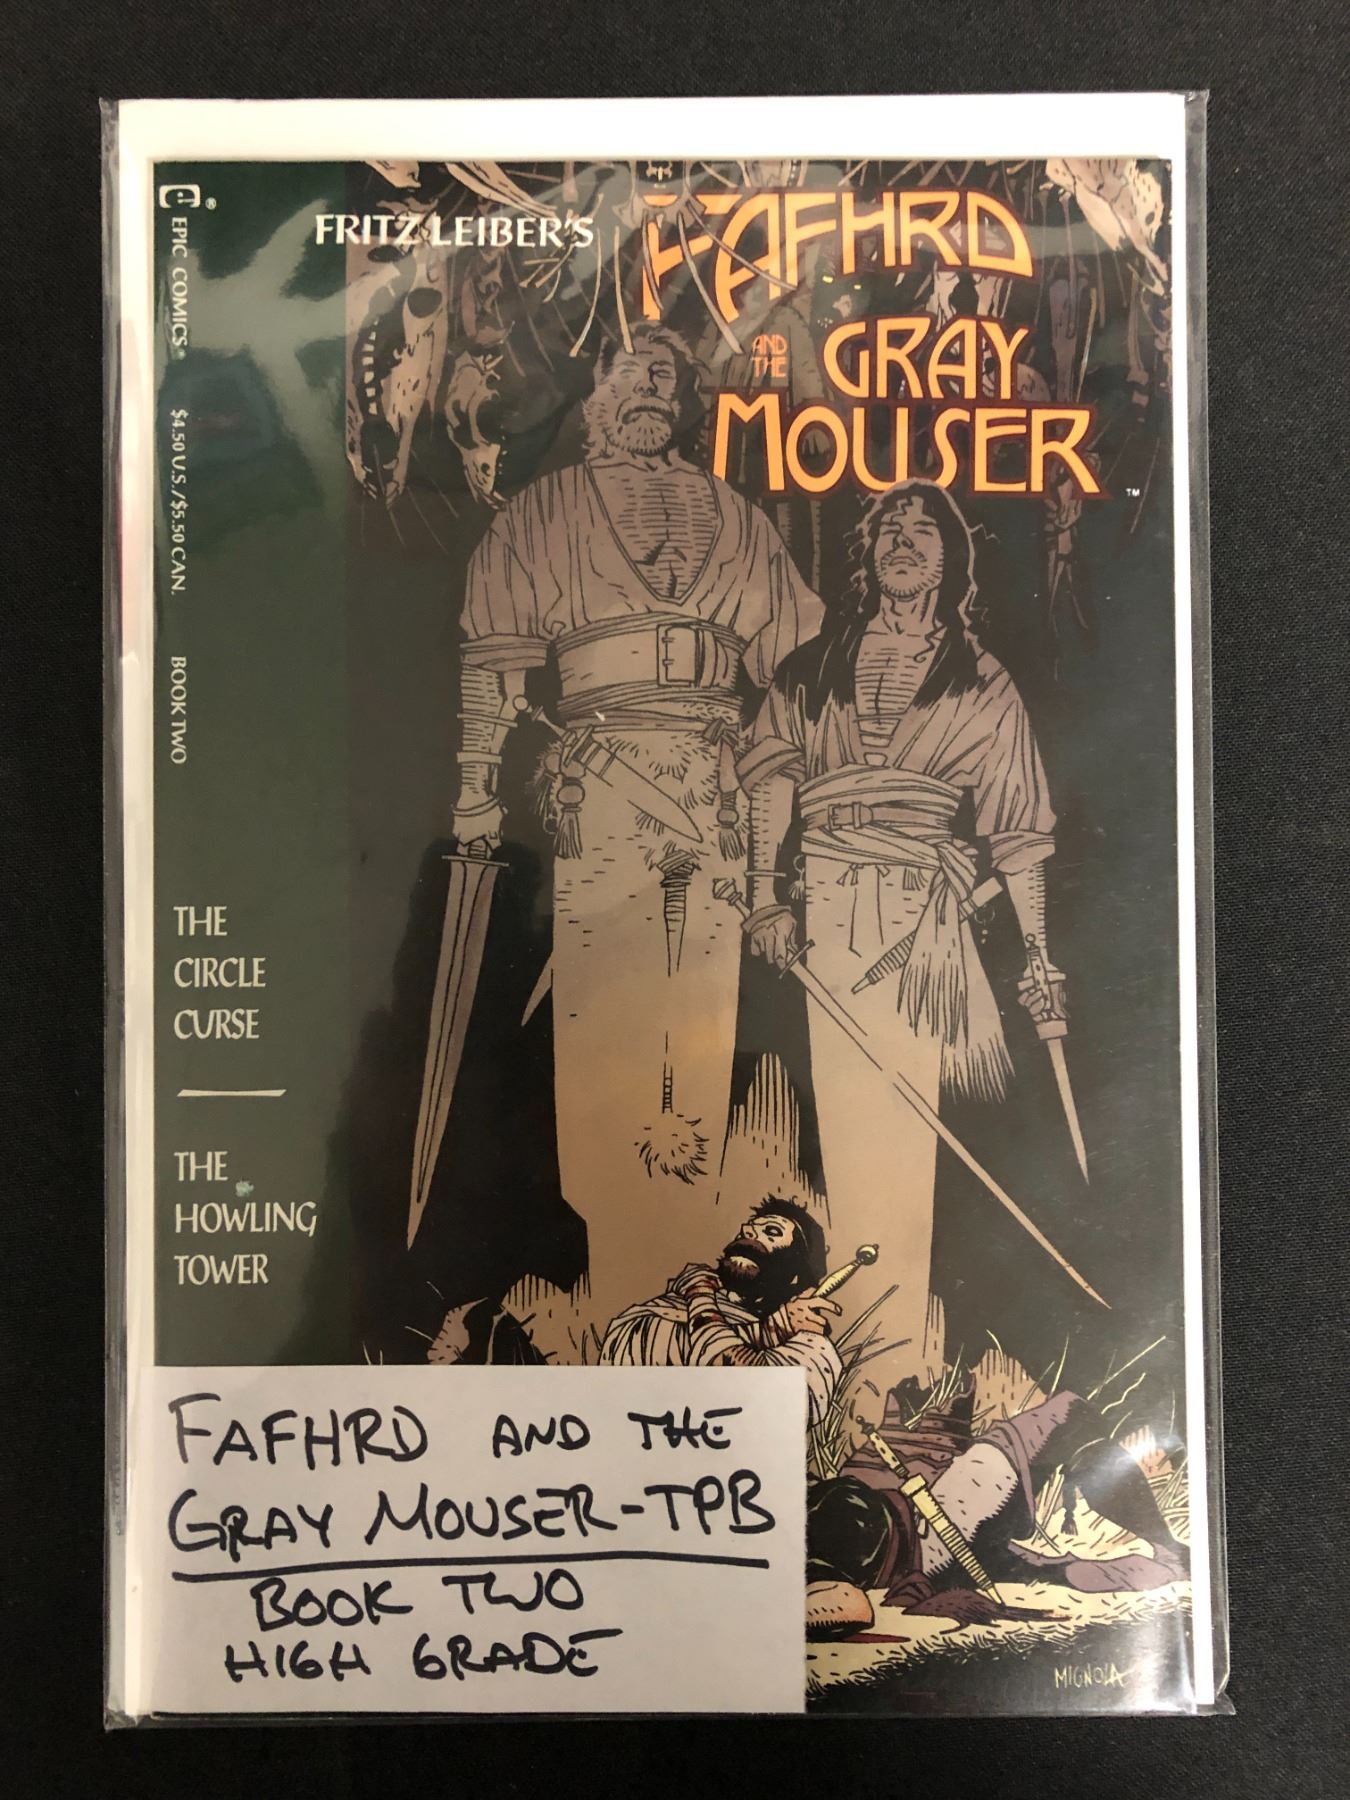 ®
EPIC COMICS®
$4.50 U.S./$5.50 CAN.
BOOK TWO
FRITZ LEIBER'S
FAFHRD
AND
THE
GRAY
MOUSER
™
THE
CIRCLE
CURSE
THE
HOWLING
TOWER
FAFHRD AND THE
GRAY MOUSER-TPB
BOOK TWO
HIGH GRADE
MIGNOLA